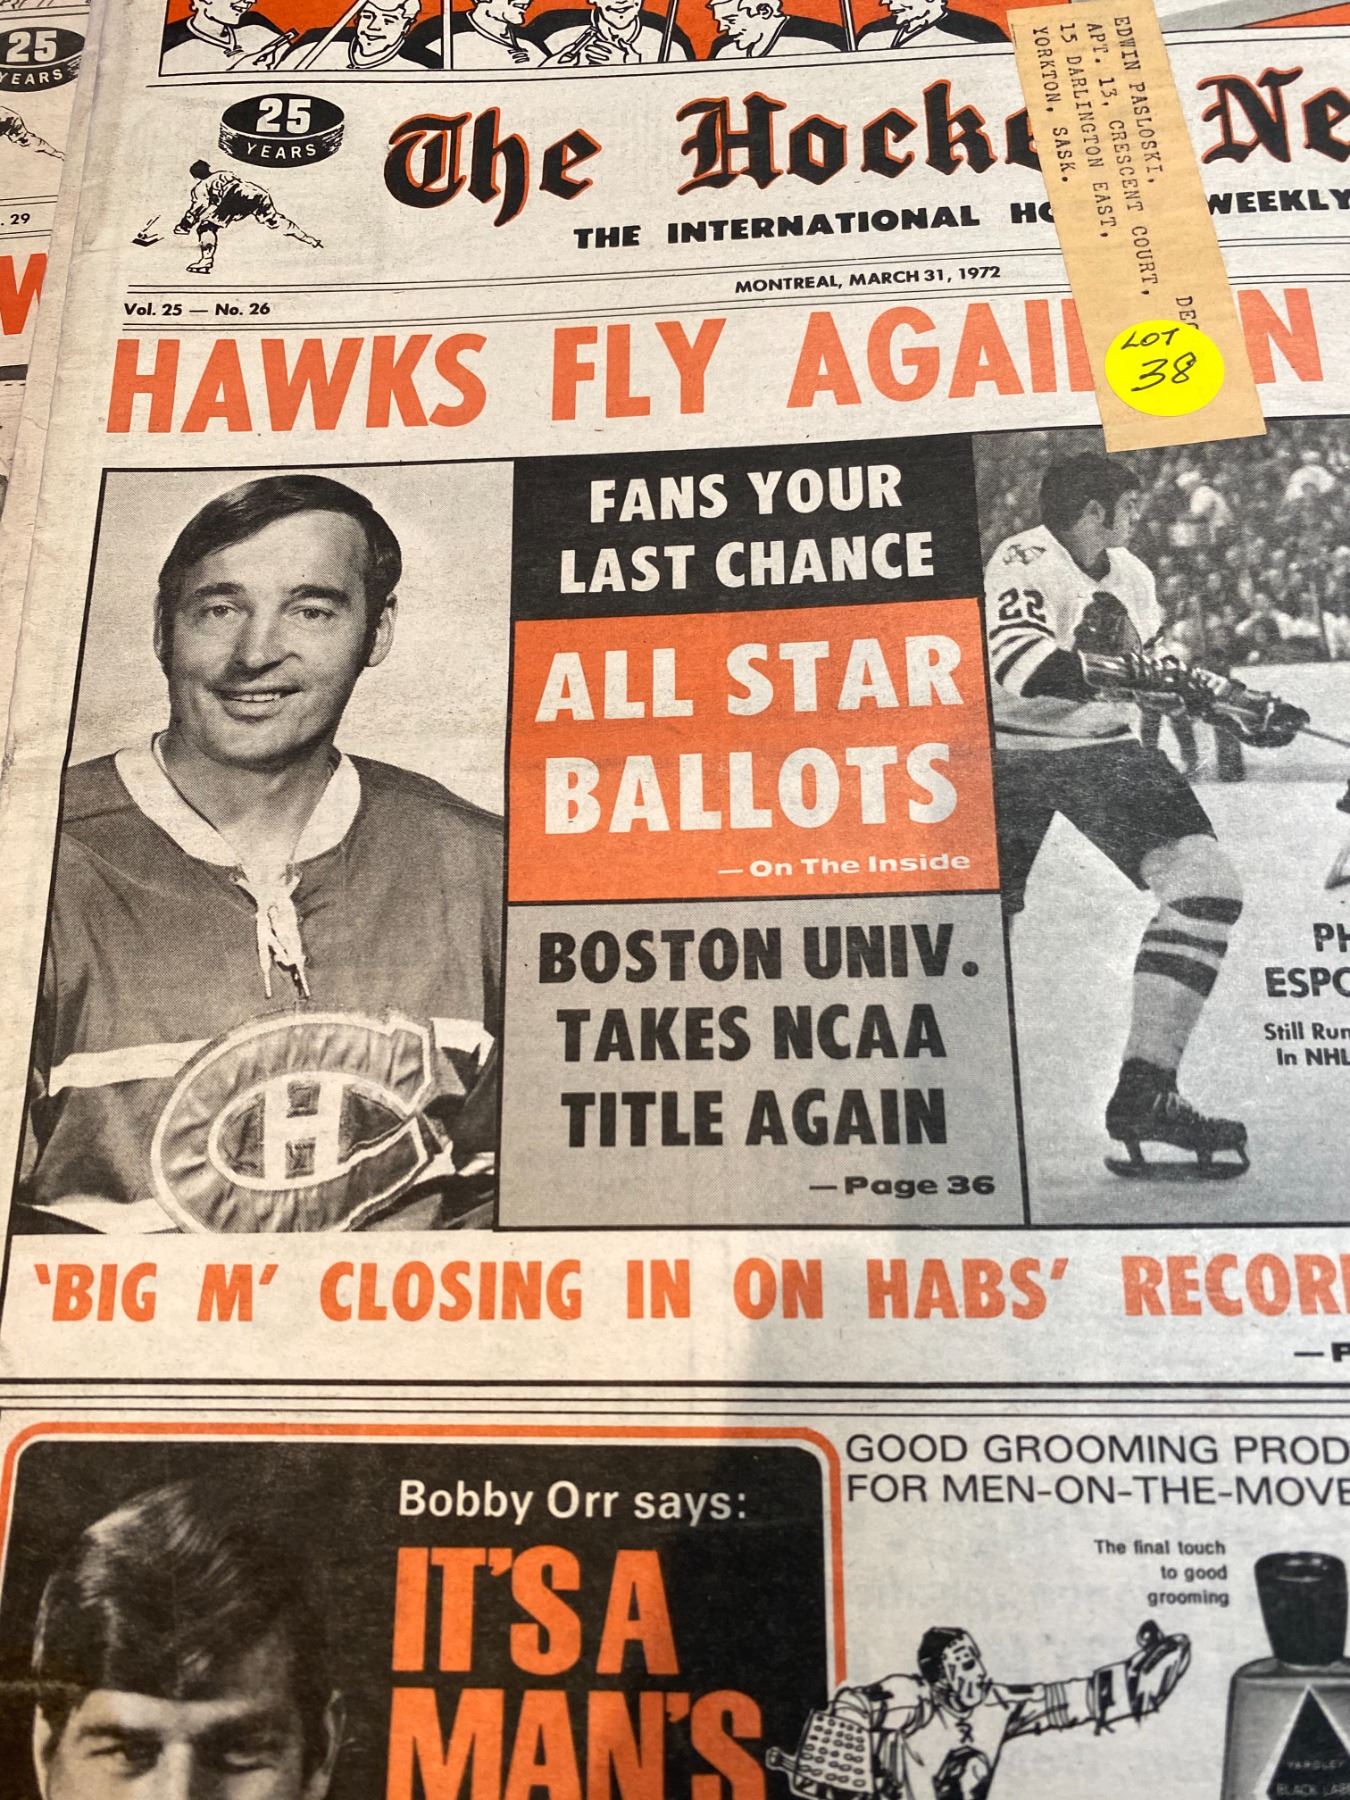 25
YEARS
. 29
25
YEARS
The Hocke Ne
THE INTERNATIONAL WEEKLY
MONTREAL, MARCH 31, 1972
Vol. 25 — No. 26
EDWIN PASLOSKI,
APT. 13, CRESCENT COURT,
15 DARLINGTON EAST,
YORKTON, SASK.
DEC
LOT
38
HAWKS FLY AGAI N
FANS YOUR
LAST CHANCE
ALL STAR
BALLOTS
—On The Inside
BOSTON UNIV.
TAKES NCAA
TITLE AGAIN
—Page 36
22
PH
ESPO
Still Run
In NHL
H
'BIG M' CLOSING IN ON HABS' RECOR
—P
Bobby Orr says:
IT'S A
MAN'S
GOOD GROOMING PROD
FOR MEN-ON-THE-MOVE
The final touch
to good
grooming
YARDLEY
BLACK LAB